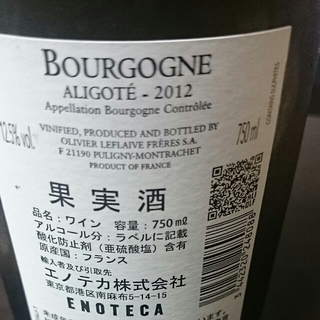 BOURGOGNE
ALIGOTÉ - 2012
Appellation Bourgogne Contrôlée
12.5% vol.
VINIFIED, PRODUCED AND BOTTLED BY
OLIVIER LEFLAIVE FRÈRES S.A.
F 21190 PULIGNY-MONTRACHET
PRODUCT OF FRANCE
750 ml
CONTAINS SULPHITES
果実酒
品名：ワイン 容量：750mℓ
アルコール分：ラベルに記載
酸化防止剤（亜硫酸塩）含有
原産国：フランス
輸入者及び引取先
エノテカ株式会社
東京都港区南麻布5-14-15
ENOTECA